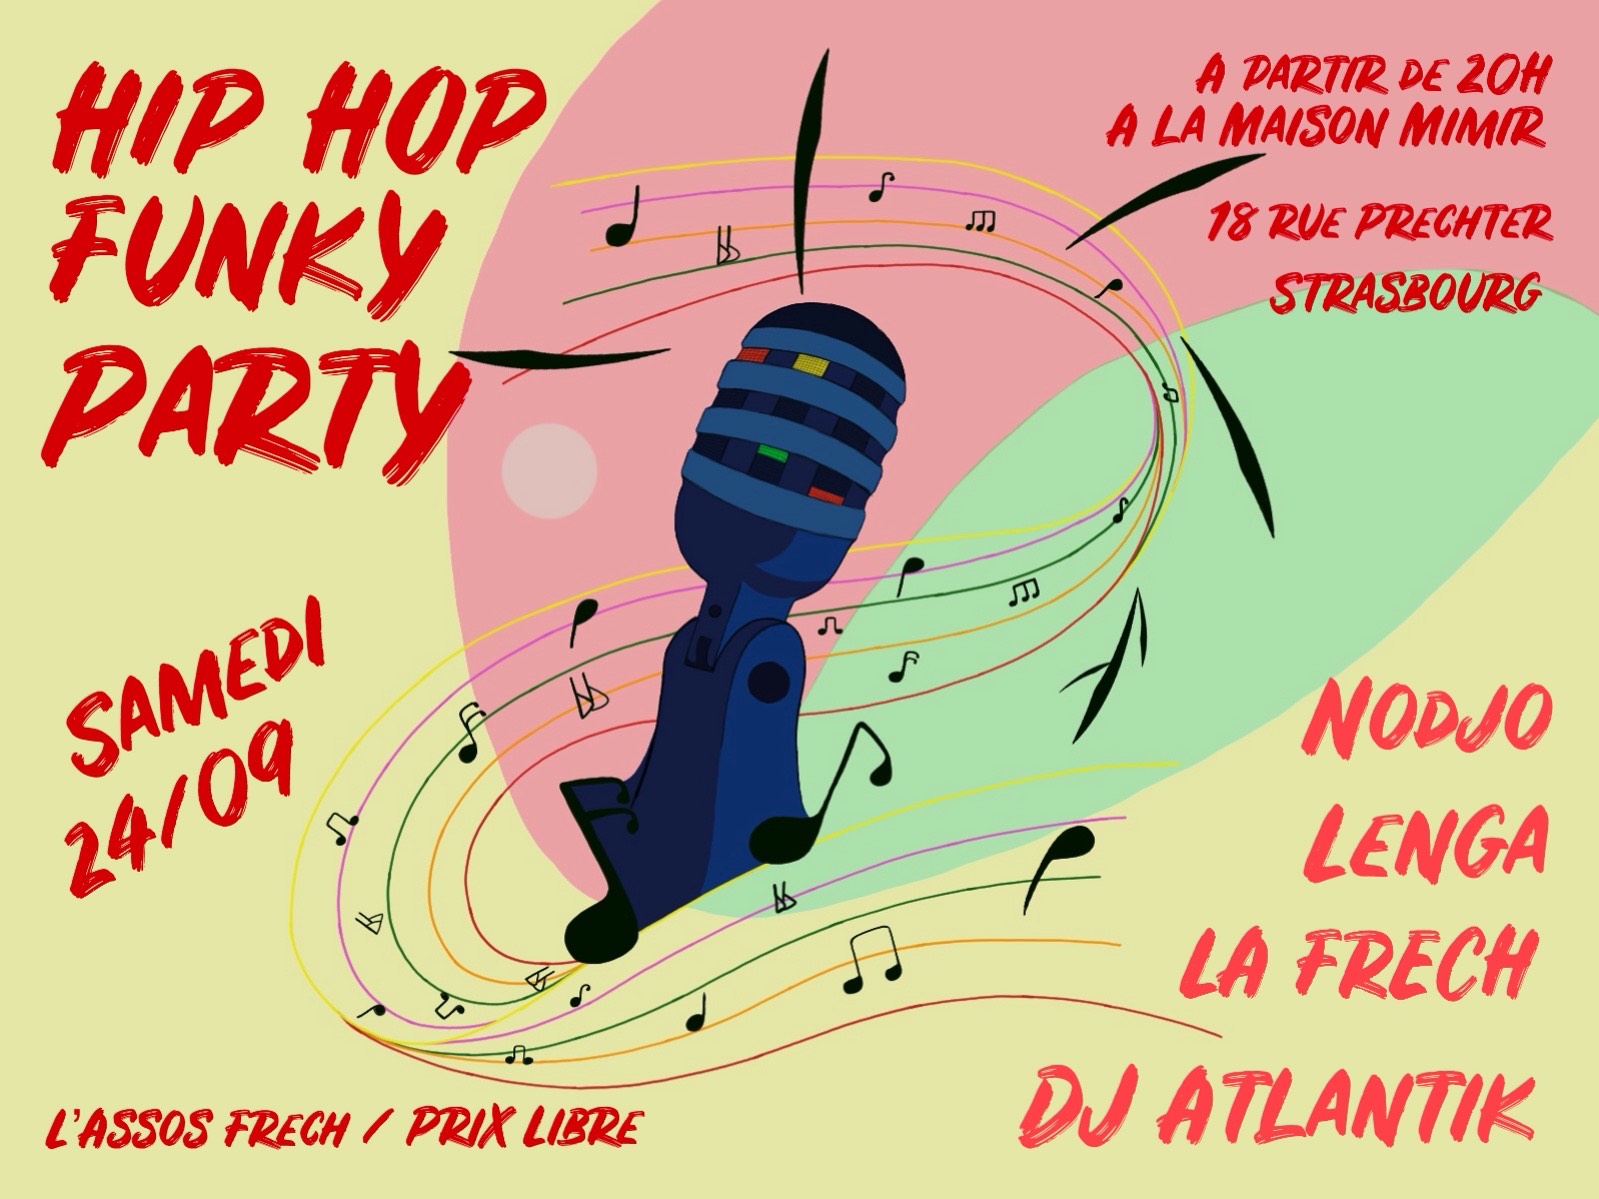 HIP HOP
FUNKY
PARTY
A PARTIR DE 20H
A LA MAISON MIMIR
18 RUE PRECHTER
STRASBOURG
SAMEDI
24/09
NODJO
LENGA
LA FRECH
DJ ATLANTIK
L'ASSOS FRECH / PRIX LIBRE